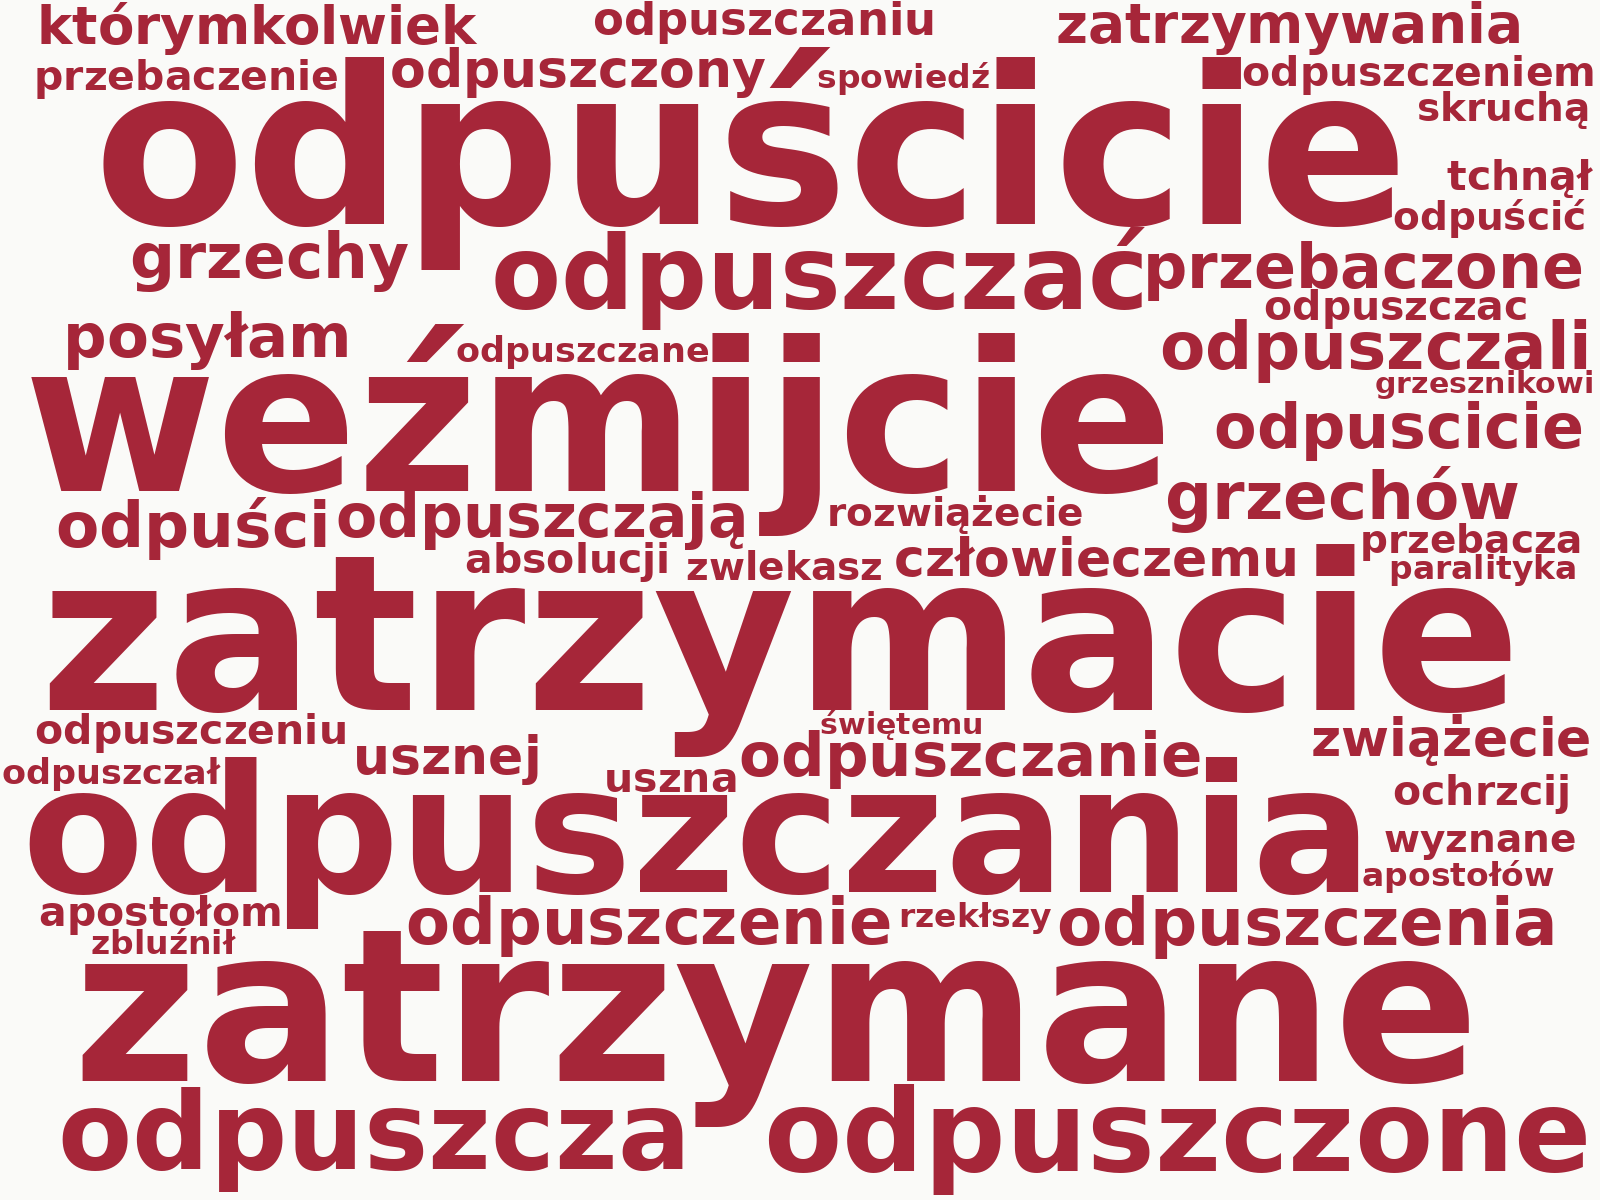 którymkolwiek odpuszczaniu zatrzymywania
przebaczenie odpuszczony spowiedź odpuszczeniem
skruchą
odpuścicie
tchnął
odpuścić
grzechy odpuszczać przebaczone
odpuszczac
posyłam odpuszczane odpuszczali
grzesznikowi
weźmijcie
odpuscicie
grzechów
odpuści odpuszczają rozwiążecie
przebacza
absolucji zwlekasz człowieczemu
paralityka
zatrzymacie
odpuszczeniu świętemu związecie
usznej odpuszczanie
odpuszczał uszna
ochrzcij
odpuszczania
wyznane
apostołów
apostołom odpuszczenie rzekłszy odpuszczenia
zbluźnił
zatrzymane
odpuszcza odpuszczone